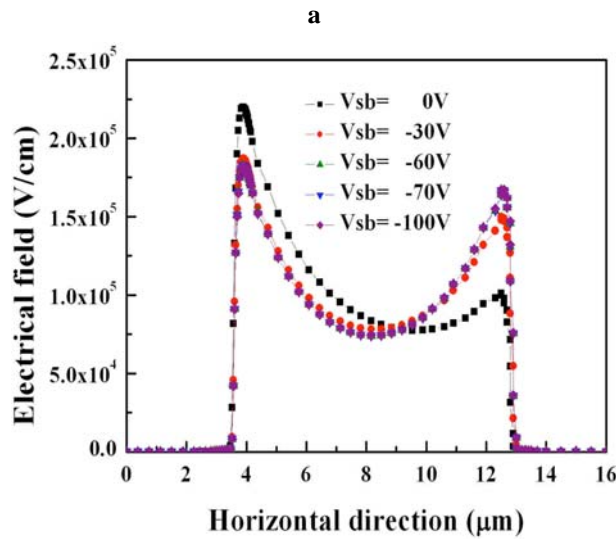 a
2.5x10⁵
2.0x10⁵
1.5x10⁵
1.0x10⁵
5.0x10⁴
0.0
Electrical field (V/cm)
Vsb= 0V
Vsb= -30V
Vsb= -60V
Vsb= -70V
Vsb= -100V
0 2 4 6 8 10 12 14 16
Horizontal direction (μm)